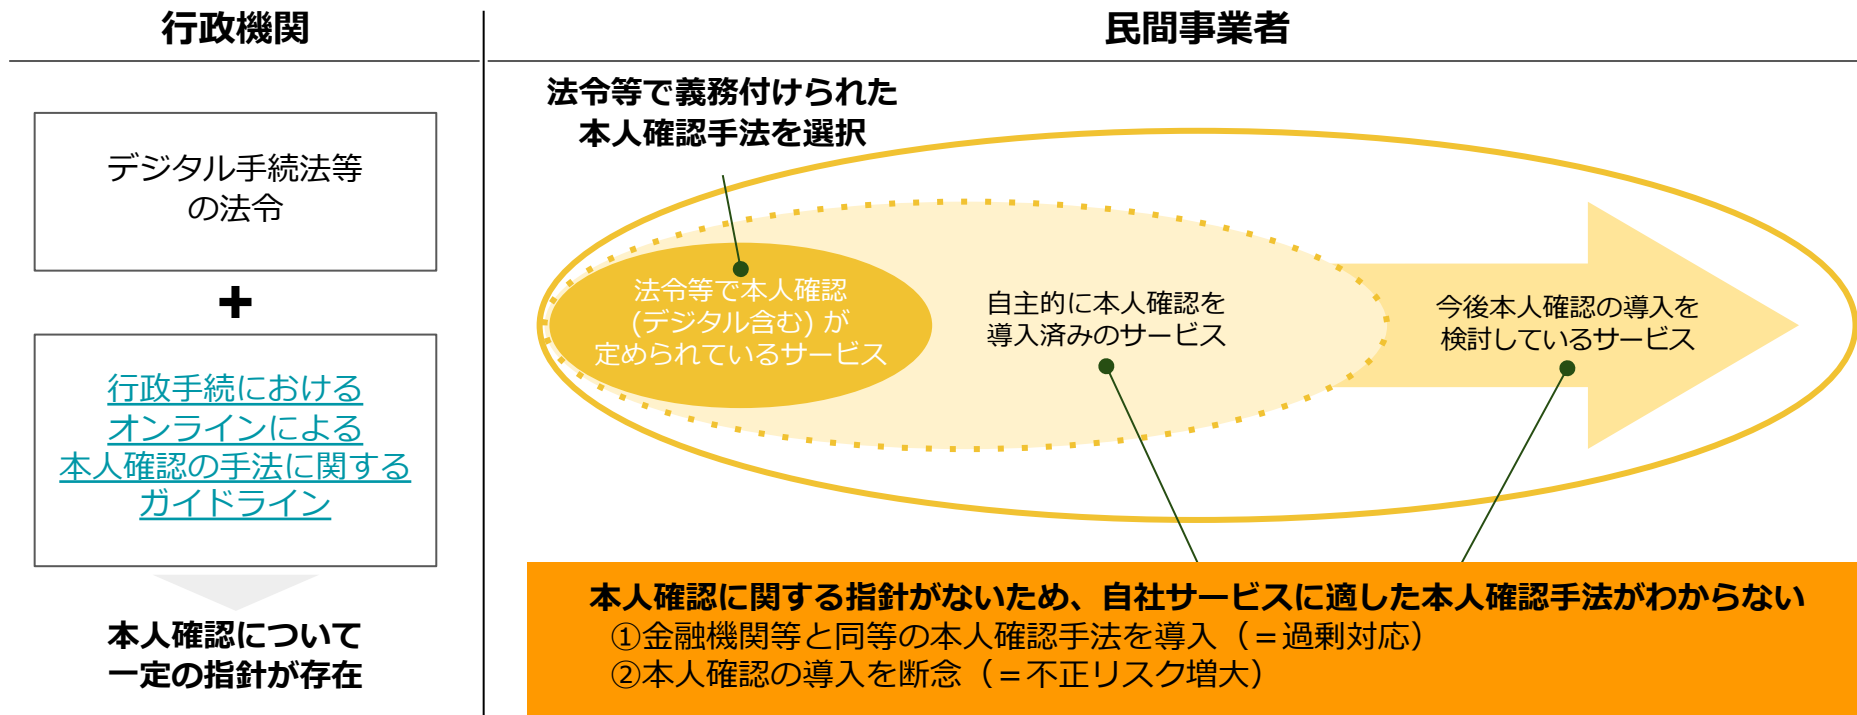 行政機関
デジタル手続法等
の法令
+
行政手続における
オンラインによる
本人確認の手法に関する
ガイドライン
本人確認について
一定の指針が存在
民間事業者
法令等で義務付けられた
本人確認手法を選択
法令等で本人確認
(デジタル含む) が
定められているサービス
自主的に本人確認を
導入済みのサービス
今後本人確認の導入を
検討しているサービス
本人確認に関する指針がないため、自社サービスに適した本人確認手法がわからない
①金融機関等と同等の本人確認手法を導入（＝過剰対応）
②本人確認の導入を断念（＝不正リスク増大）